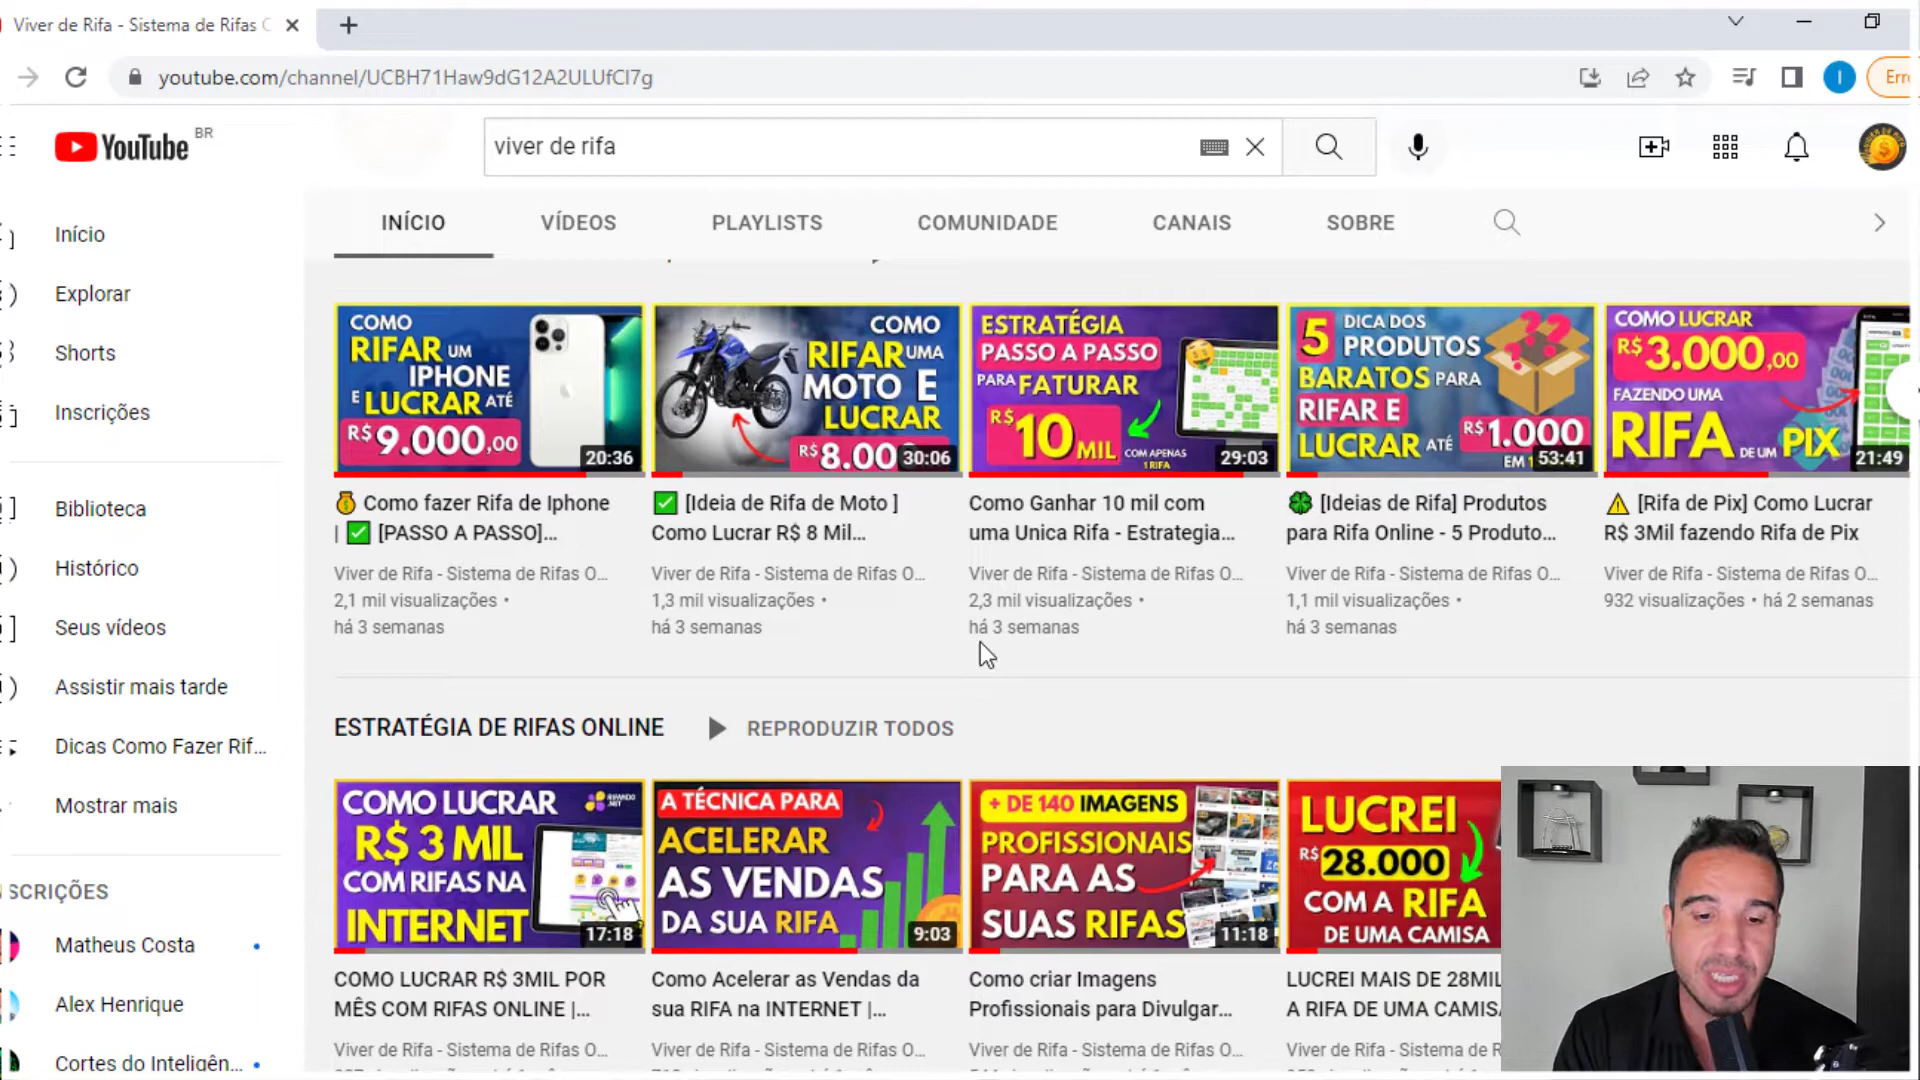 Viver de Rifa - Sistema de Rifas
youtube.com/channel/UCBH71Haw9dG12A2ULUfCI7g
Erro
YouTube BR
viver de rifa
INÍCIO
VÍDEOS
PLAYLISTS
COMUNIDADE
CANAIS
SOBRE
Início
Explorar
Shorts
Inscrições
Biblioteca
Histórico
Seus vídeos
Assistir mais tarde
Dicas Como Fazer Rif...
Mostrar mais
SCRIÇÕES
Matheus Costa
Alex Henrique
Cortes do Inteligên...
COMO
RIFAR UM
IPHONE
E LUCRAR ATÉ
R$ 9.000,00
20:36
💰 Como fazer Rifa de Iphone
| ✅ [PASSO A PASSO]...
Viver de Rifa - Sistema de Rifas O...
2,1 mil visualizações •
há 3 semanas
COMO
RIFAR UMA
MOTO E
LUCRAR
R$ 8.00
30:06
✅ [Ideia de Rifa de Moto ]
Como Lucrar R$ 8 Mil...
Viver de Rifa - Sistema de Rifas O...
1,3 mil visualizações •
há 3 semanas
ESTRATÉGIA
PASSO A PASSO
PARA FATURAR
R$ 10 MIL
COM APENAS
1 RIFA
29:03
Como Ganhar 10 mil com
uma Unica Rifa - Estrategia...
Viver de Rifa - Sistema de Rifas O...
2,3 mil visualizações •
há 3 semanas
5 DICA DOS
PRODUTOS
BARATOS PARA
RIFAR E
LUCRAR ATÉ
R$ 1.000
EM 1
53:41
🍀 [Ideias de Rifa] Produtos
para Rifa Online - 5 Produto...
Viver de Rifa - Sistema de Rifas O...
1,1 mil visualizações •
há 3 semanas
COMO LUCRAR
R$ 3.000,00
FAZENDO UMA
RIFA DE UM PIX
21:49
⚠ [Rifa de Pix] Como Lucrar
R$ 3Mil fazendo Rifa de Pix
Viver de Rifa - Sistema de Rifas O...
932 visualizações • há 2 semanas
ESTRATÉGIA DE RIFAS ONLINE
REPRODUZIR TODOS
COMO LUCRAR
R$ 3 MIL
COM RIFAS NA
INTERNET
17:18
COMO LUCRAR R$ 3MIL POR
MÊS COM RIFAS ONLINE |...
Viver de Rifa - Sistema de Rifas O...
A TÉCNICA PARA
ACELERAR
AS VENDAS
DA SUA RIFA
9:03
Como Acelerar as Vendas da
sua RIFA na INTERNET |...
Viver de Rifa - Sistema de Rifas O...
+ DE 140 IMAGENS
PROFISSIONAIS
PARA AS
SUAS RIFAS
11:18
Como criar Imagens
Profissionais para Divulgar...
Viver de Rifa - Sistema de Rifas O...
LUCREI
R$ 28.000
COM A RIFA
DE UMA CAMISA
LUCREI MAIS DE 28MIL
A RIFA DE UMA CAMIS
Viver de Rifa - Sistema de R